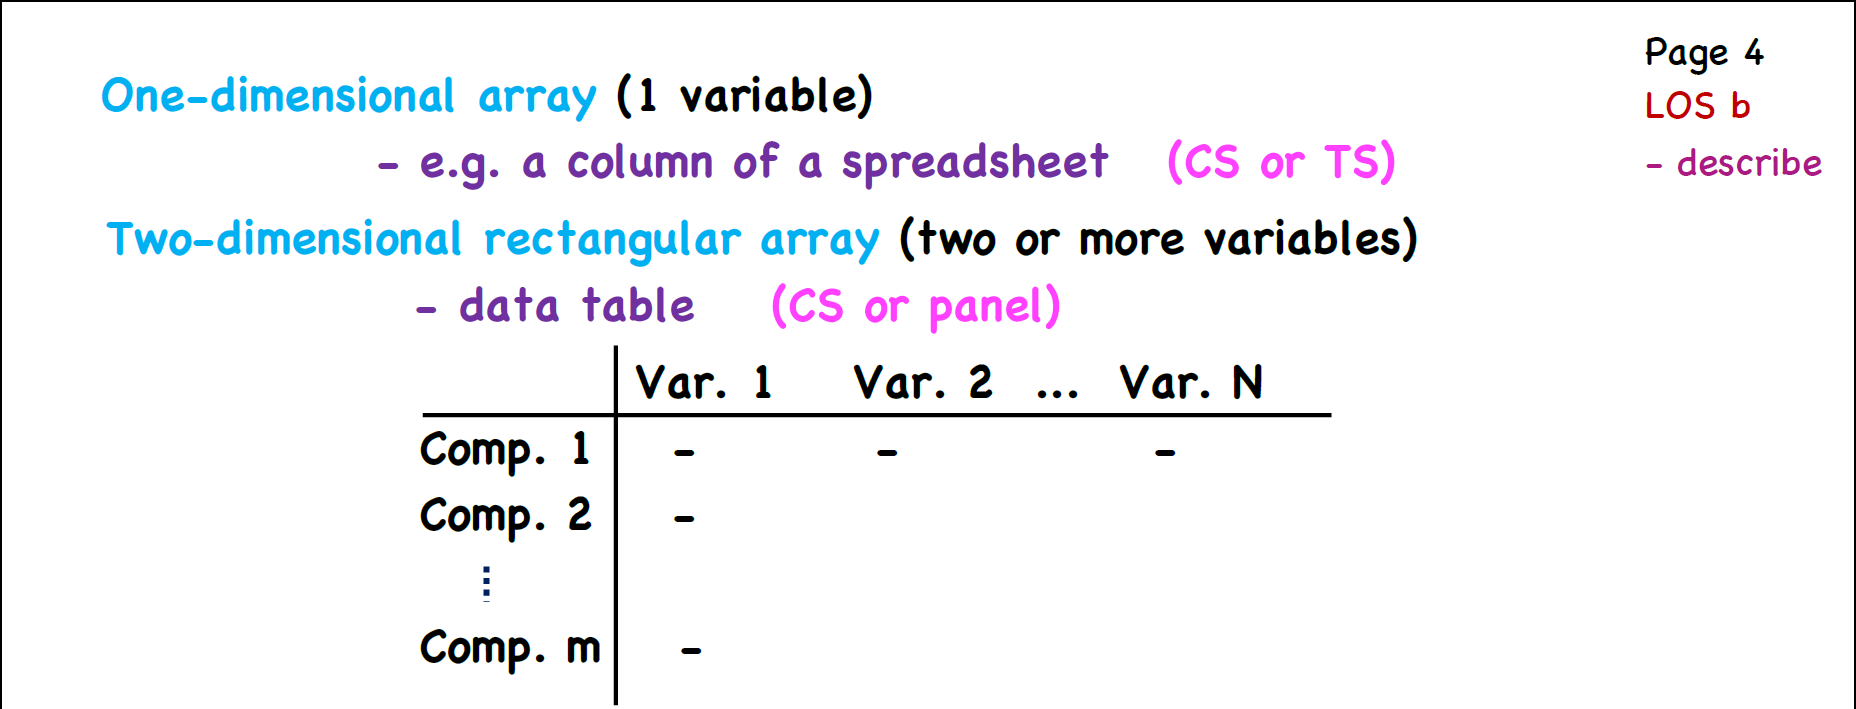 Page 4
LOS b
- describe
One-dimensional array (1 variable)
- e.g. a column of a spreadsheet (CS or TS)
Two-dimensional rectangular array (two or more variables)
- data table (CS or panel)
Var. 1 Var. 2 ... Var. N
Comp. 1 - - -
Comp. 2 -
⋮
Comp. m -